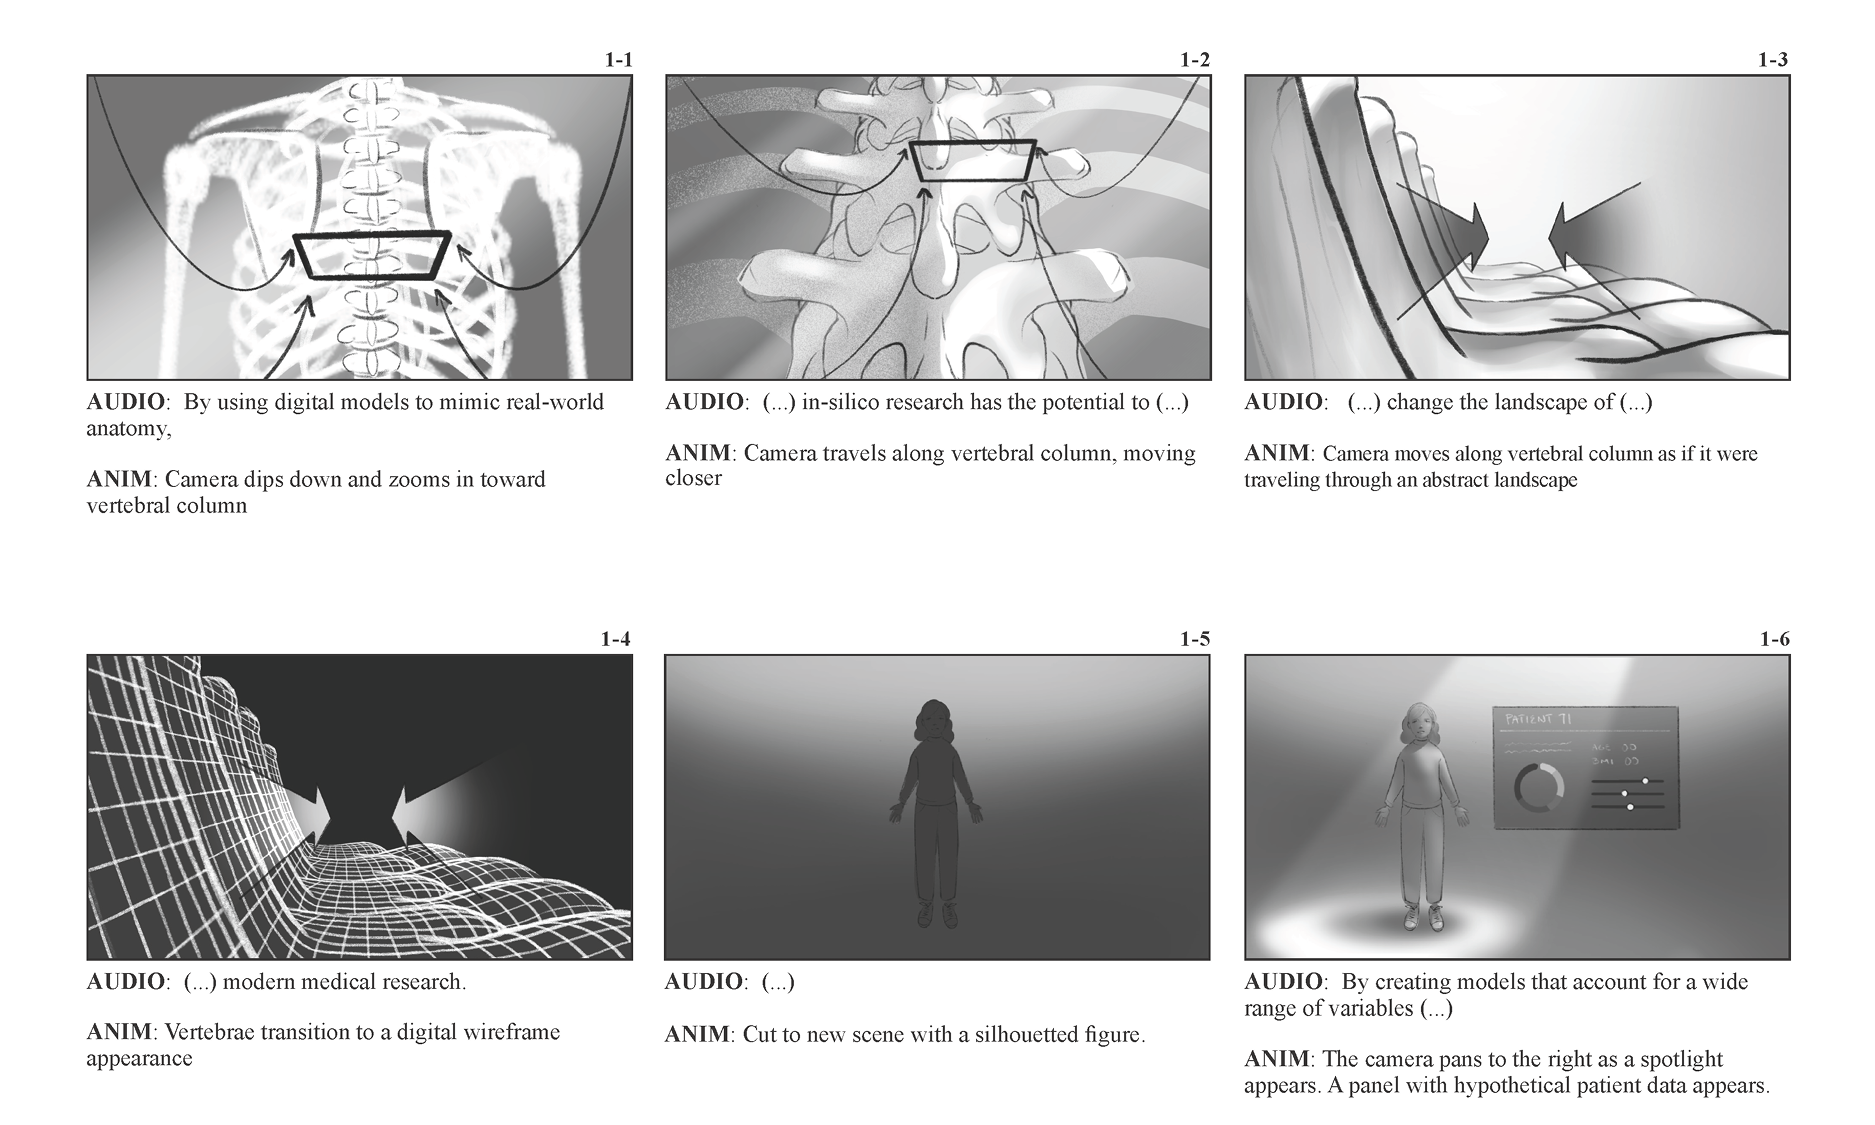 1-1
1-2
1-3
AUDIO: By using digital models to mimic real-world
anatomy,
ANIM: Camera dips down and zooms in toward
vertebral column
AUDIO: (...) in-silico research has the potential to (...)
ANIM: Camera travels along vertebral column, moving
closer
AUDIO: (...) change the landscape of (...)
ANIM: Camera moves along vertebral column as if it were
traveling through an abstract landscape
1-4
1-5
1-6
PATIENT 71
AGE 00
BMI 00
AUDIO: (...) modern medical research.
ANIM: Vertebrae transition to a digital wireframe
appearance
AUDIO: (...)
ANIM: Cut to new scene with a silhouetted figure.
AUDIO: By creating models that account for a wide
range of variables (...)
ANIM: The camera pans to the right as a spotlight
appears. A panel with hypothetical patient data appears.